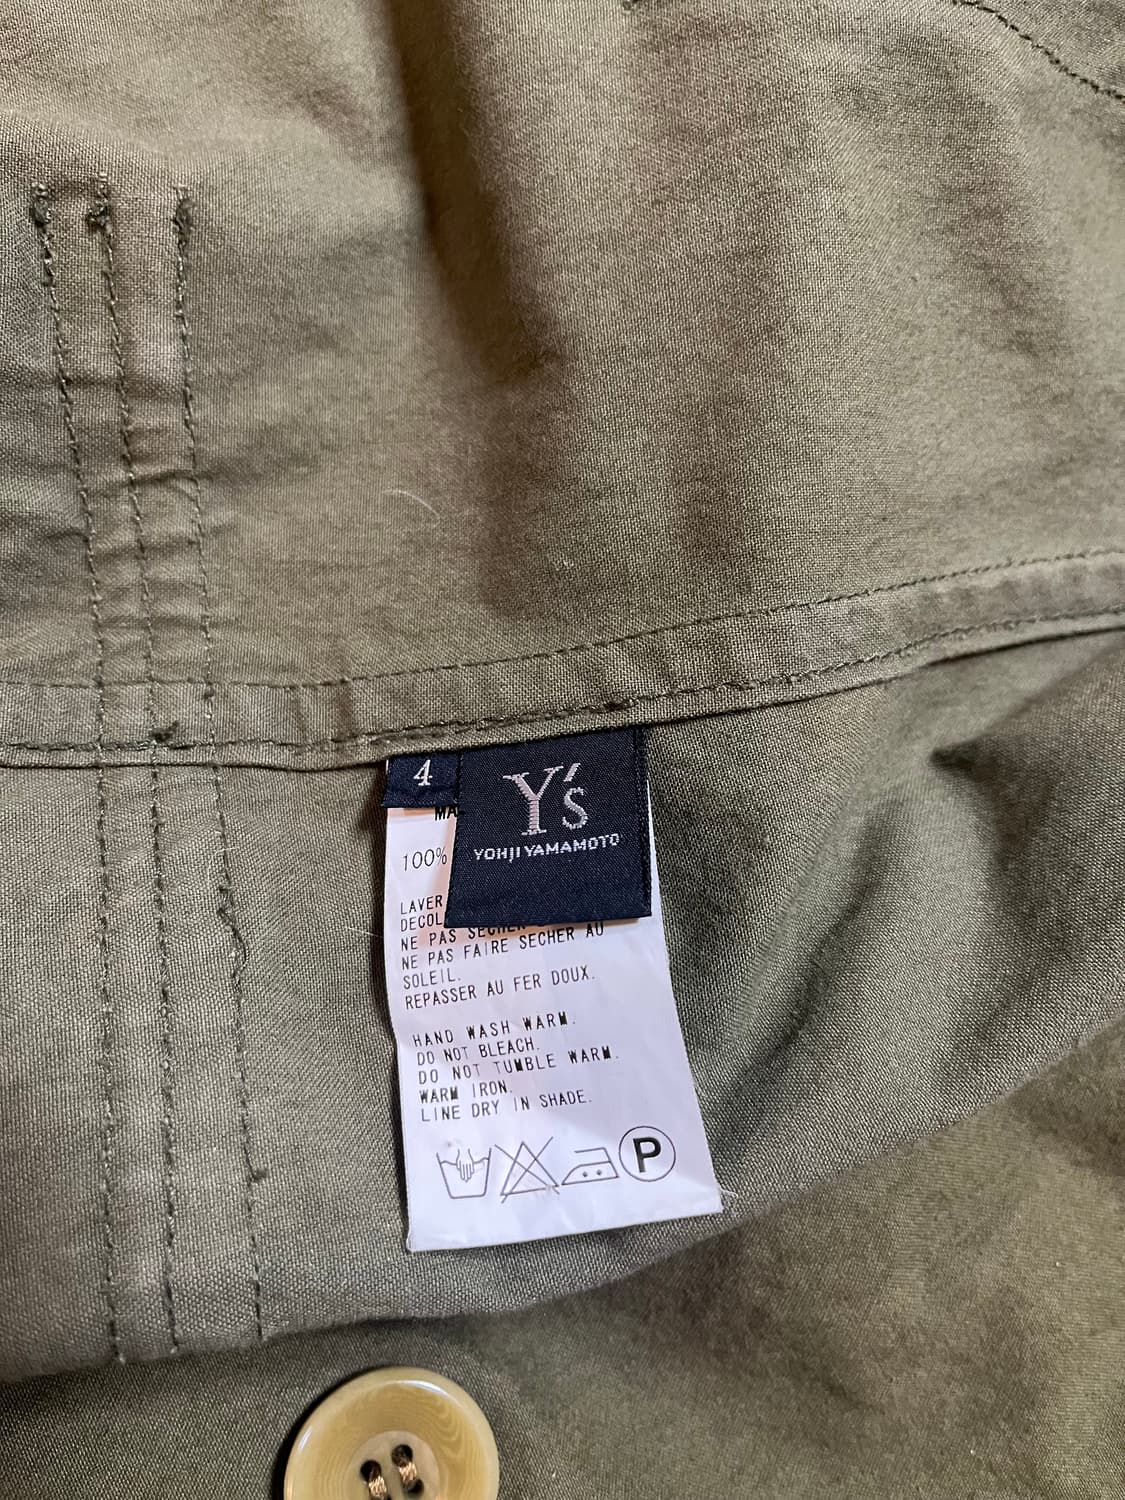 4
Y's
YOHJI YAMAMOTO
100%
LAVER
NE PAS SECHER
NE PAS FAIRE SECHER AU
SOLEIL.
REPASSER AU FER DOUX.
HAND WASH WARM.
DO NOT BLEACH.
DO NOT TUMBLE WARM.
WARM IRON.
LINE DRY IN SHADE.
P